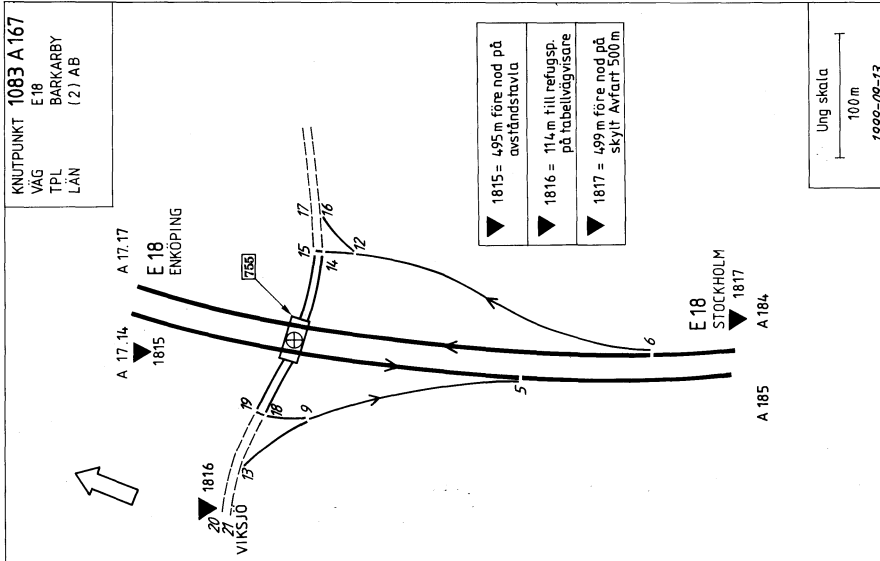 KNUTPUNKT 1083 A 167
VÄG E18
TPL BARKARBY
LÄN (2) AB
A 17.17
E 18
ENKÖPING
A 17.14
1815
755
17
16
15
14
12
19
18
9
13
1816
20
21
VIKSJÖ
5
6
E 18
STOCKHOLM
1817
A 184
A 185
1815 = 495 m före nod på
avståndstavla
1816 = 114 m till refugsp.
på tabellvägvisare
1817 = 499 m före nod på
skylt Avfart 500 m
Ung skala
100 m
1999-09-13